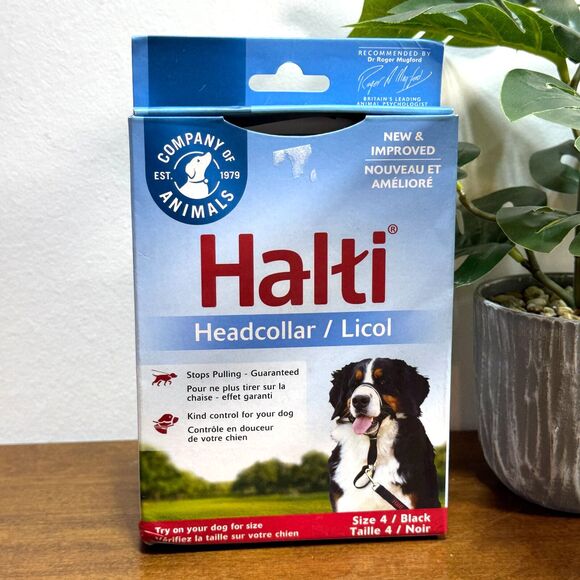 RECOMMENDED BY
Dr Roger Mugford
Roger A Mugford
BRITAIN'S LEADING
ANIMAL PSYCHOLOGIST
COMPANY OF
EST. 1979
ANIMALS
NEW &
IMPROVED
NOUVEAU ET
AMÉLIORÉ
Halti®
Headcollar / Licol
Stops Pulling - Guaranteed
Pour ne plus tirer sur la
chaise - effet garanti
Kind control for your dog
Contrôle en douceur
de votre chien
Try on your dog for size
Vérifiez la taille sur votre chien
Size 4 / Black
Taille 4 / Noir